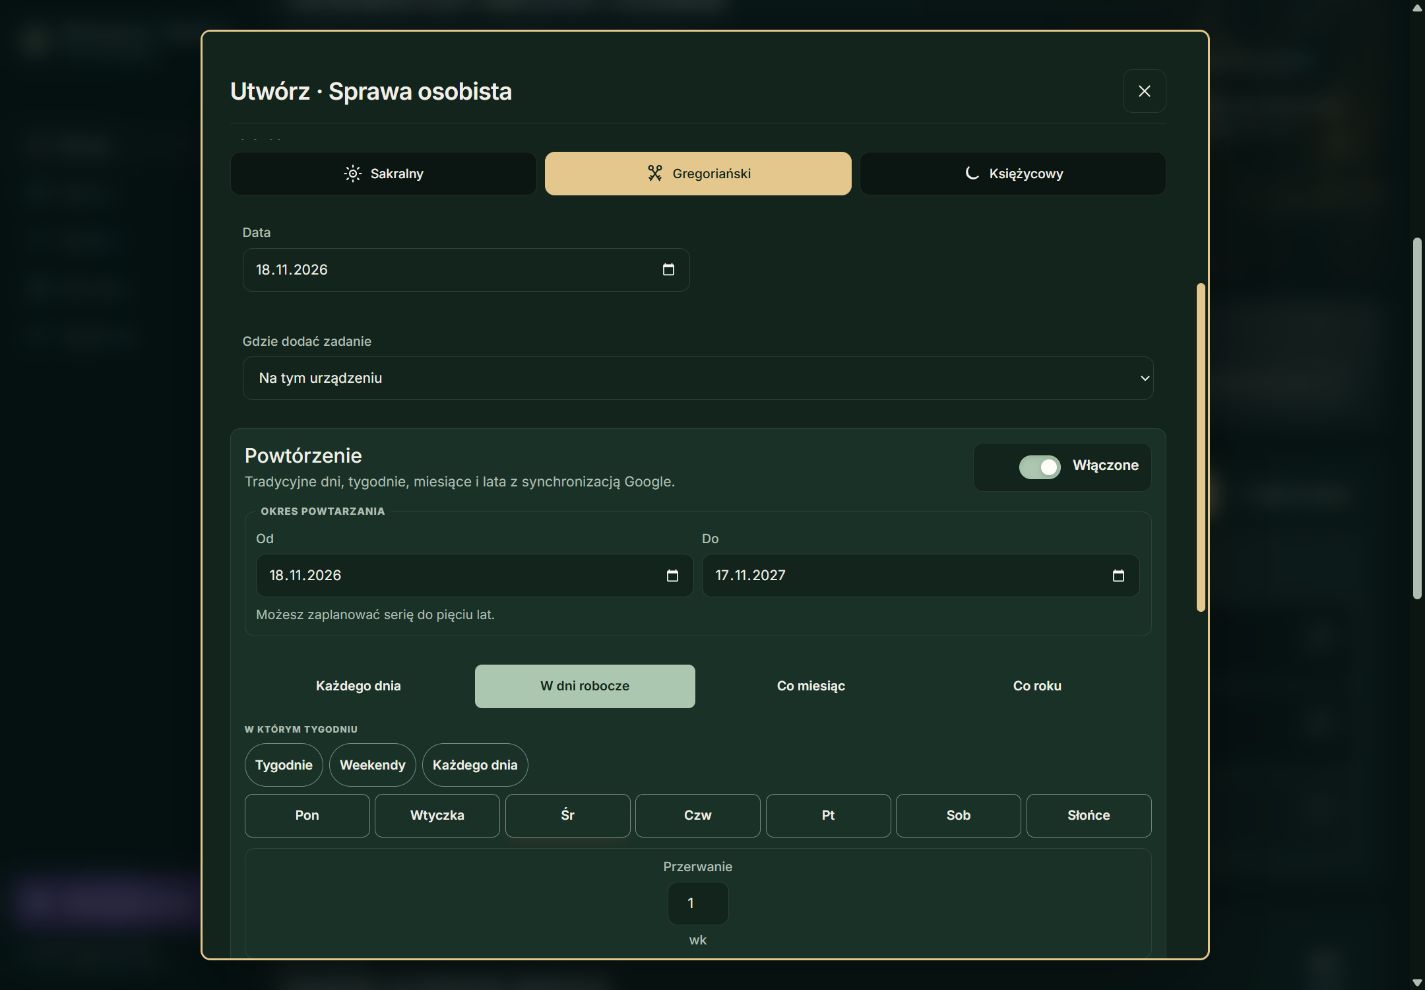 Utwórz · Sprawa osobista
Sakralny
Gregoriański
Księżycowy
Data
18.11.2026
Gdzie dodać zadanie
Na tym urządzeniu
Powtórzenie
Włączone
Tradycyjne dni, tygodnie, miesiące i lata z synchronizacją Google.
OKRES POWTARZANIA
Od
Do
18.11.2026
17.11.2027
Możesz zaplanować serię do pięciu lat.
Każdego dnia
W dni robocze
Co miesiąc
Co roku
W KTÓRYM TYGODNIU
Tygodnie
Weekendy
Każdego dnia
Pon
Wtyczka
Śr
Czw
Pt
Sob
Słońce
Przerwanie
1
wk